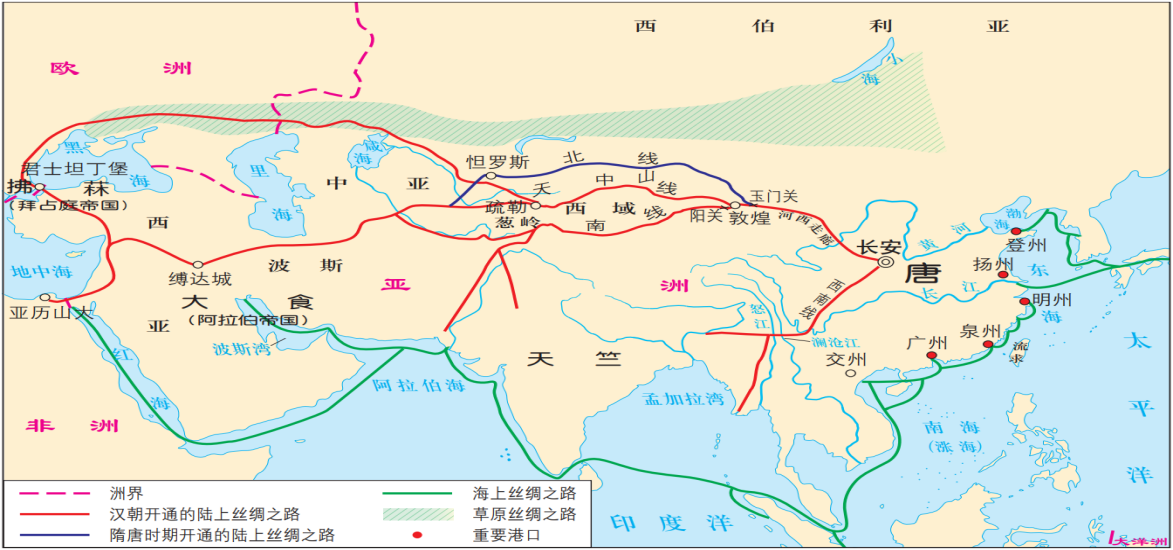 西伯利亚
欧洲
小海
黑海
君士坦丁堡
拂菻
(拜占庭帝国)
里海
咸海
中亚
怛罗斯
北线
天山
中线
疏勒
葱岭
西域
南线
玉门关
阳关
敦煌
河西走廊
长安
唐
黄河
渤海
登州
扬州
东海
长江
明州
西南线
怒江
澜沧江
泉州
流求
广州
交州
太平洋
西亚
地中海
亚历山大
缚达城
波斯
大食
(阿拉伯帝国)
亚洲
波斯湾
红海
阿拉伯海
天竺
孟加拉湾
南海
(涨海)
非洲
印度洋
大洋洲
洲界
汉朝开通的陆上丝绸之路
隋唐时期开通的陆上丝绸之路
海上丝绸之路
草原丝绸之路
重要港口